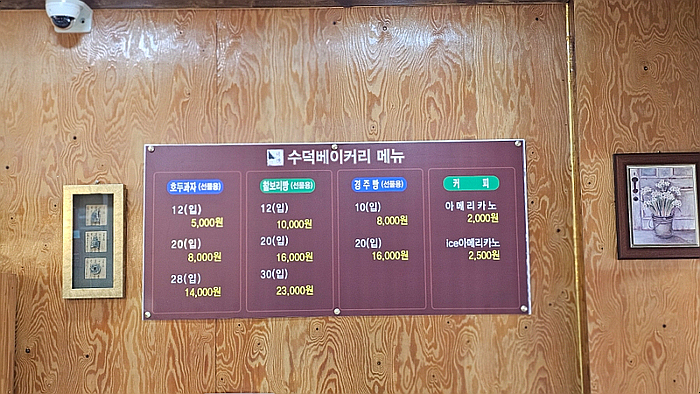 수덕베이커리 메뉴
호두과자 (선물용)
12(입)
5,000원
20(입)
8,000원
28(입)
14,000원
찰보리빵 (선물용)
12(입)
10,000원
20(입)
16,000원
30(입)
23,000원
경주빵 (선물용)
10(입)
8,000원
20(입)
16,000원
커 피
아메리카노
2,000원
ice아메리카노
2,500원